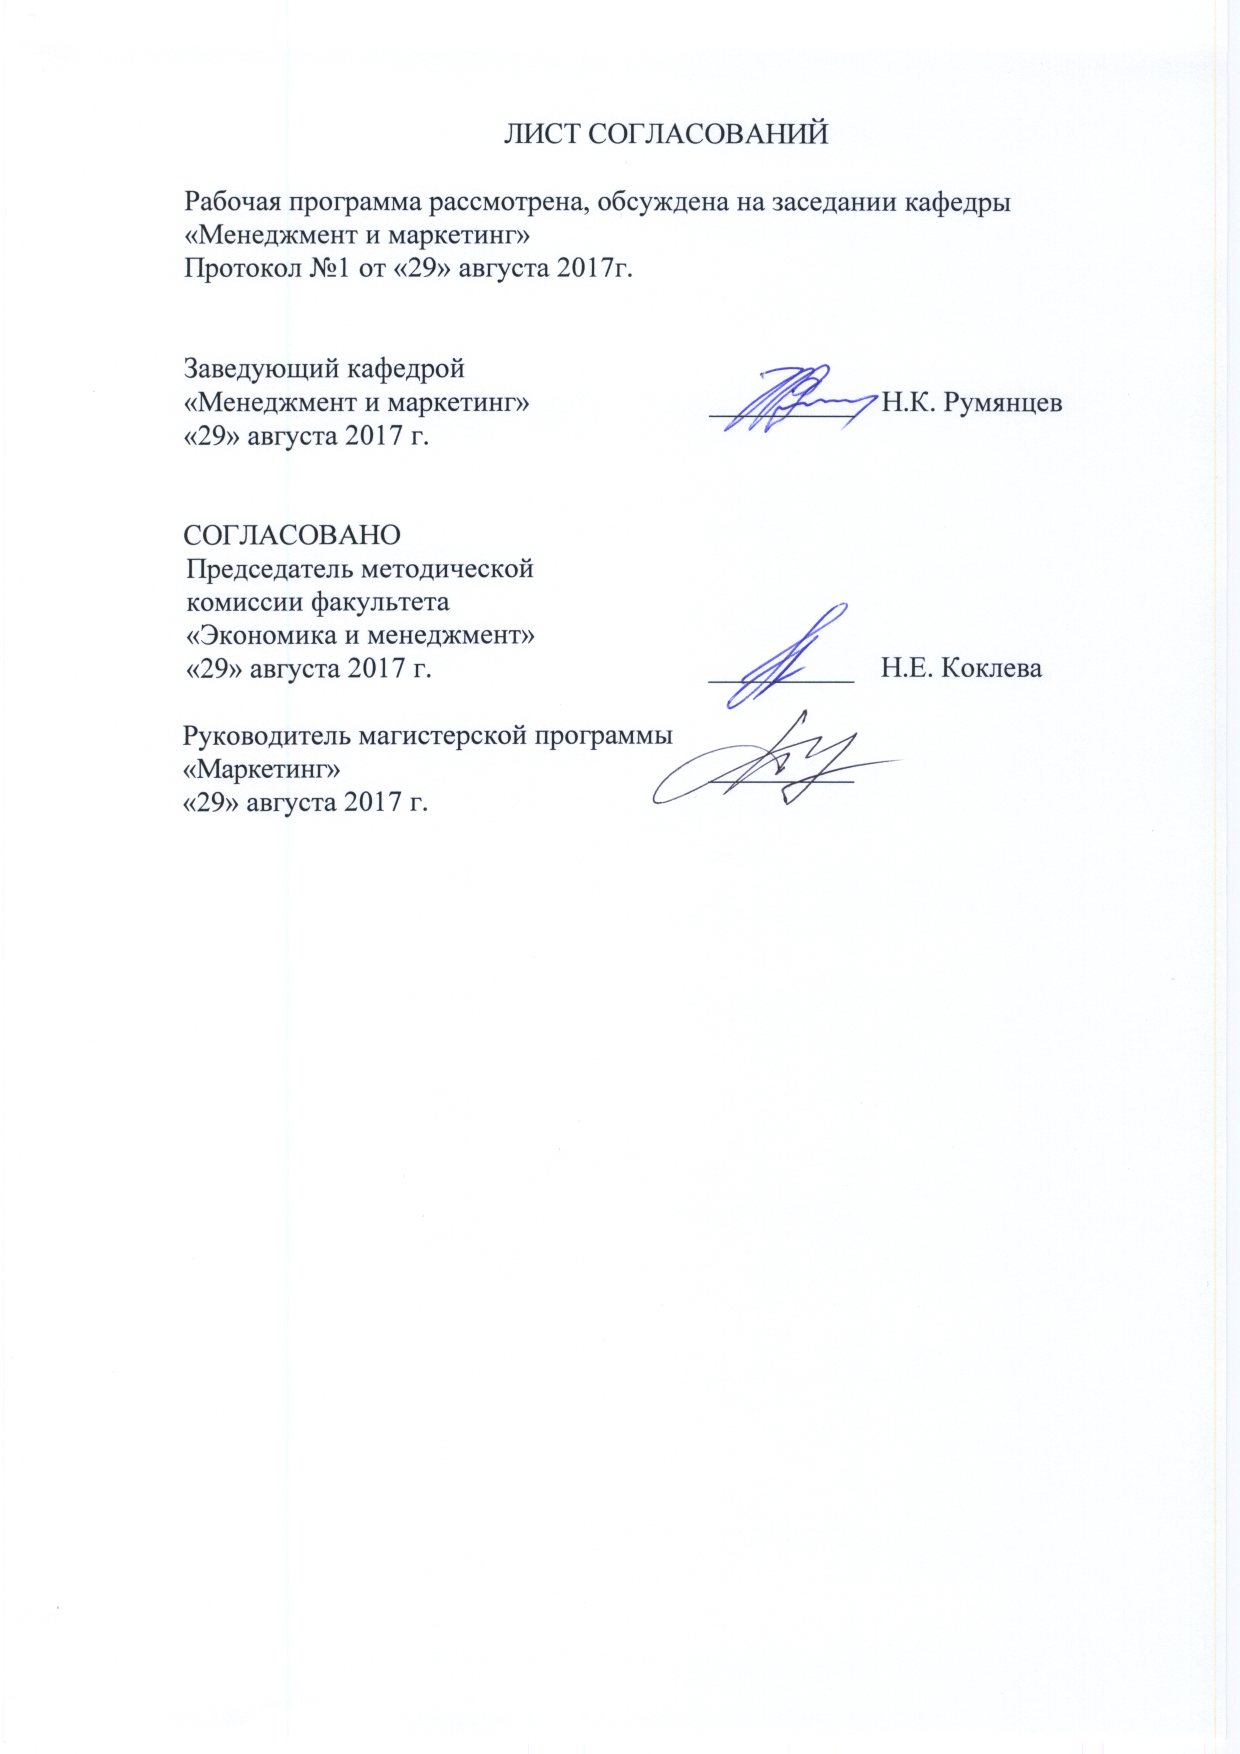 ЛИСТ СОГЛАСОВАНИЙ
Рабочая программа рассмотрена, обсуждена на заседании кафедры
«Менеджмент и маркетинг»
Протокол №1 от «29» августа 2017г.
Заведующий кафедрой
«Менеджмент и маркетинг» Н.К. Румянцев
«29» августа 2017 г.
СОГЛАСОВАНО
Председатель методической
комиссии факультета
«Экономика и менеджмент»
«29» августа 2017 г. Н.Е. Коклева
Руководитель магистерской программы
«Маркетинг»
«29» августа 2017 г.